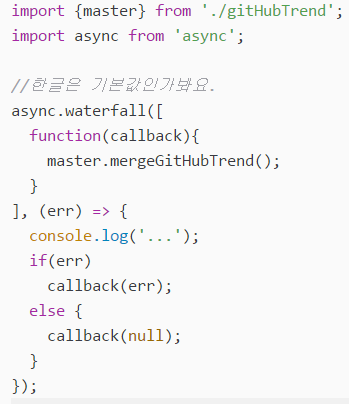 import {master} from './gitHubTrend';
import async from 'async';

//한글은 기본값인가봐요.
async.waterfall([
  function(callback){
    master.mergeGitHubTrend();
  }
], (err) => {
  console.log('...');
  if(err)
    callback(err);
  else {
    callback(null);
  }
});